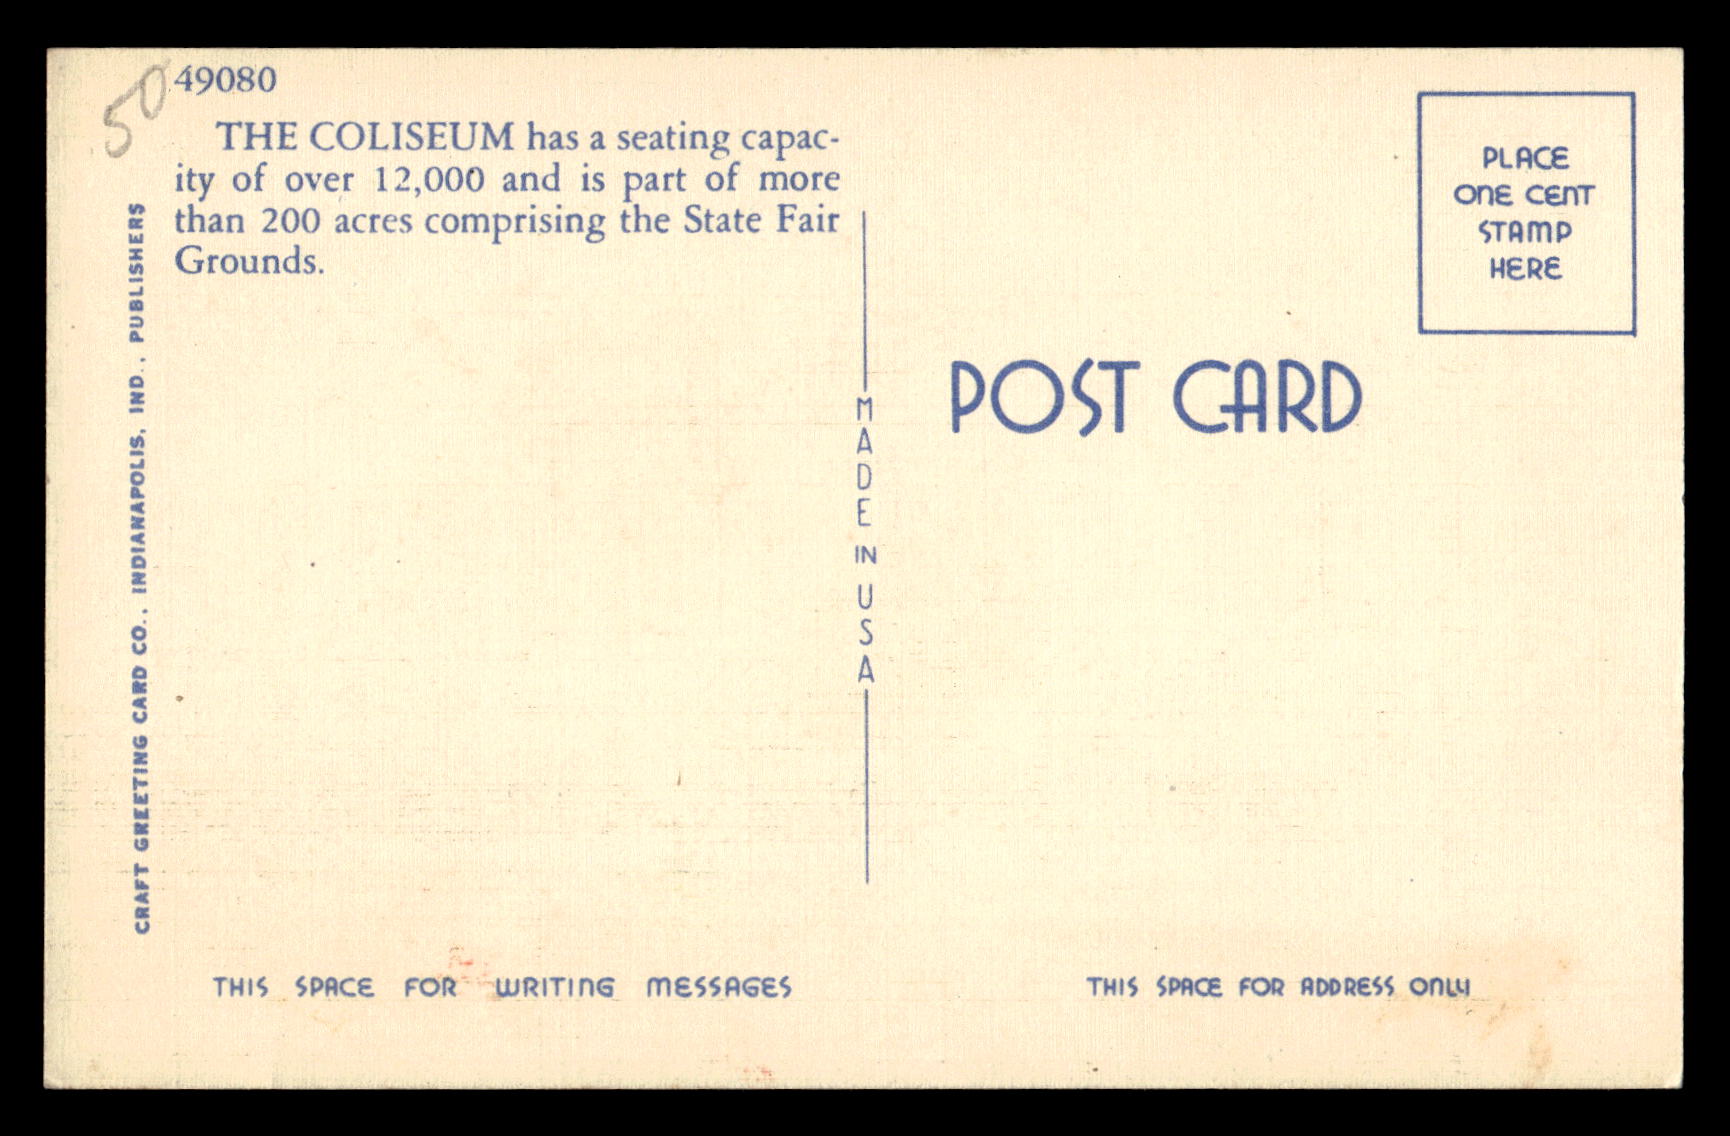 50
49080
THE COLISEUM has a seating capac-
ity of over 12,000 and is part of more
than 200 acres comprising the State Fair
Grounds.
CRAFT GREETING CARD CO., INDIANAPOLIS, IND., PUBLISHERS
MADE IN USA
PLACE
ONE CENT
STAMP
HERE
POST CARD
THIS SPACE FOR WRITING MESSAGES
THIS SPACE FOR ADDRESS ONLY